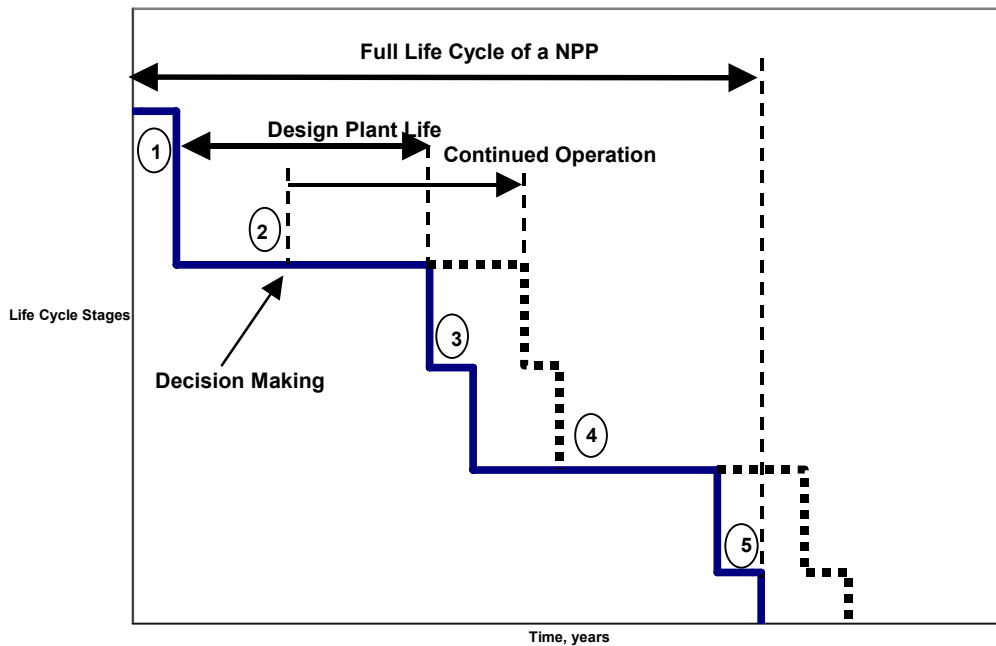 Full Life Cycle of a NPP
Design Plant Life
1
Continued Operation
2
Life Cycle Stages
3
Decision Making
4
5
Time, years